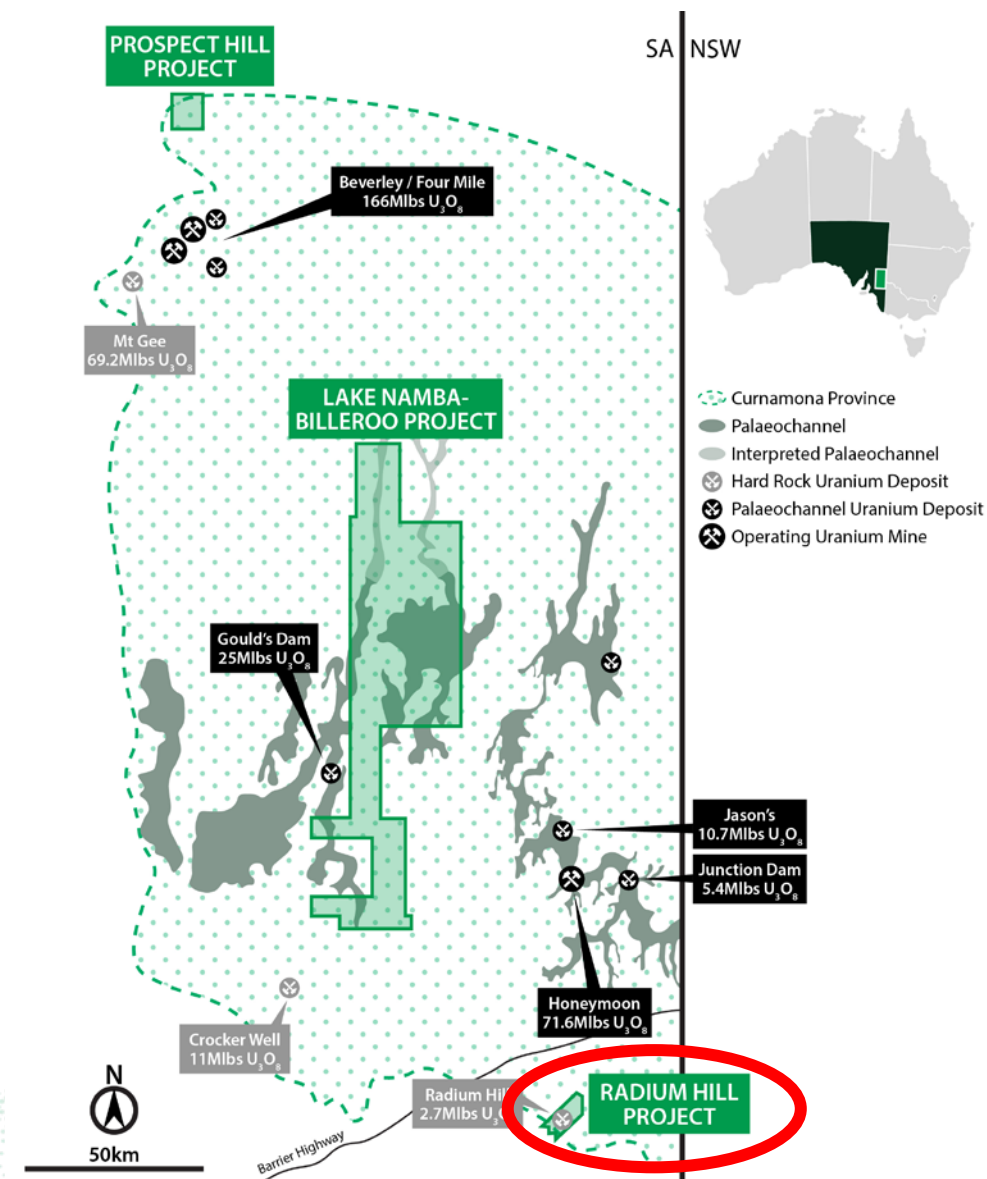 PROSPECT HILL
PROJECT
SA NSW
Beverley / Four Mile
166Mlbs U₃O₈
Mt Gee
69.2Mlbs U₃O₈
LAKE NAMBA-
BILLEROO PROJECT
Curnamona Province
Palaeochannel
Interpreted Palaeochannel
Hard Rock Uranium Deposit
Palaeochannel Uranium Deposit
Operating Uranium Mine
Gould's Dam
25Mlbs U₃O₈
Jason's
10.7Mlbs U₃O₈
Junction Dam
5.4Mlbs U₃O₈
Honeymoon
71.6Mlbs U₃O₈
Crocker Well
11Mlbs U₃O₈
Radium Hill
2.7Mlbs U₃O₈
RADIUM HILL
PROJECT
N
50km
Barrier Highway